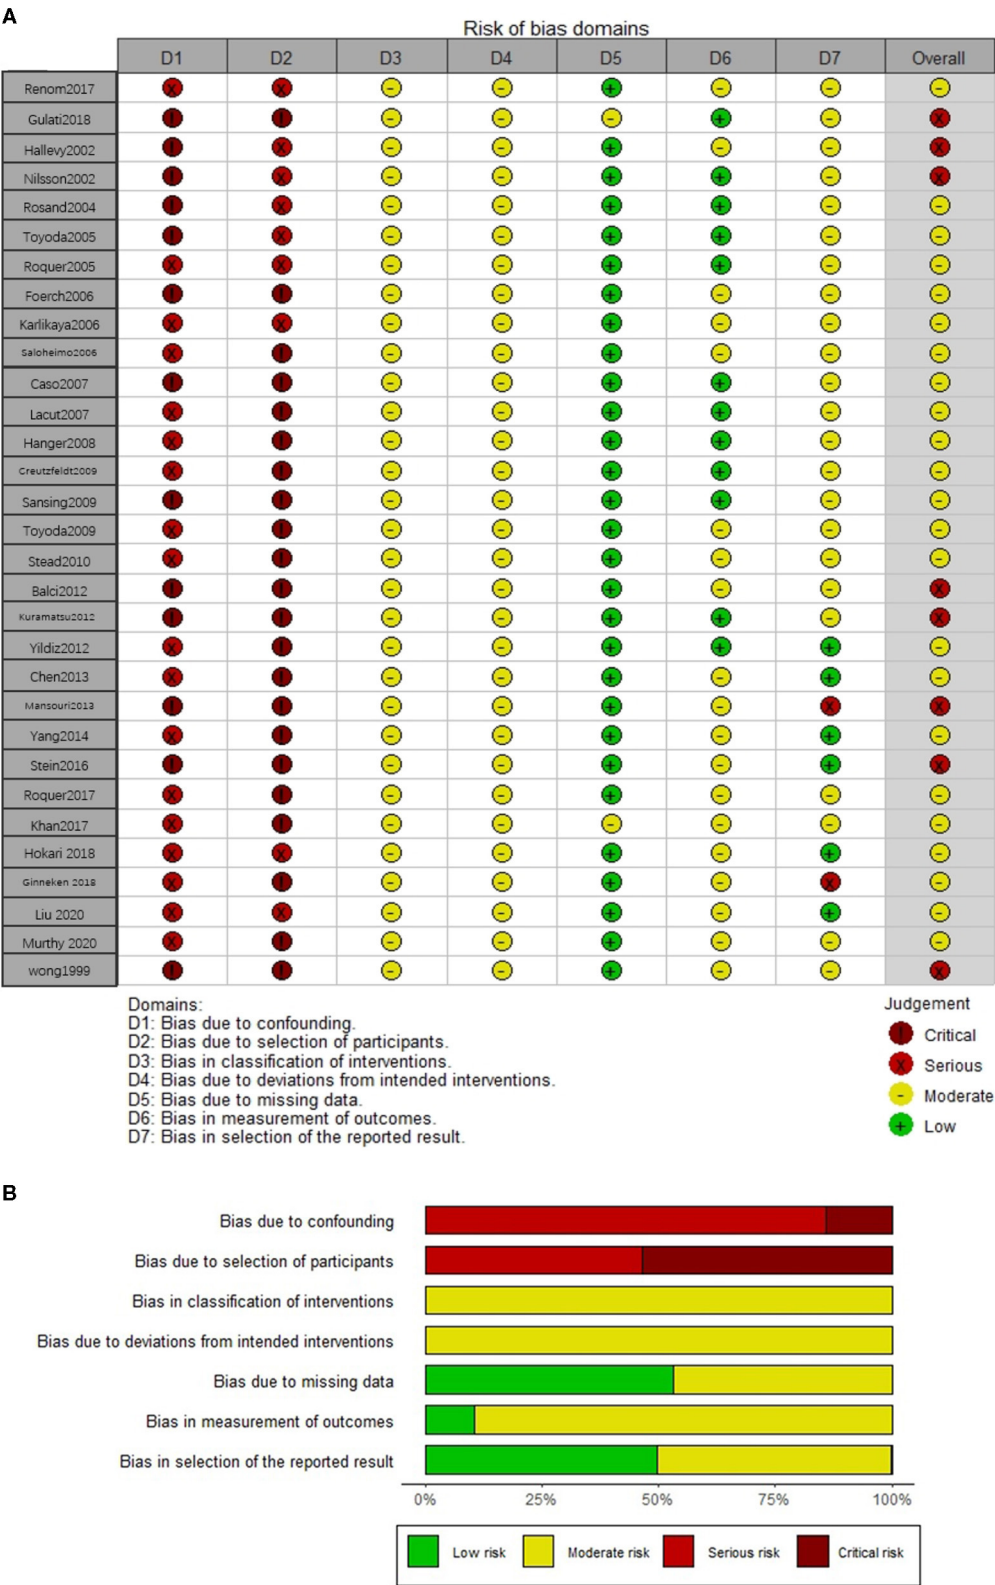 A
Risk of bias domains
D1 D2 D3 D4 D5 D6 D7 Overall
Renom2017 X X - - + - - -
Gulati2018 ! ! - - - + - X
Hallevy2002 ! X - - + - - X
Nilsson2002 ! X - - + + - X
Rosand2004 ! X - - + + - -
Toyoda2005 ! X - - + + - -
Roquer2005 X X - - + + - -
Foerch2006 ! ! - - + - - -
Karlikaya2006 X X - - + - - -
Saloheimo2006 X ! - - + - - -
Caso2007 ! ! - - + + - -
Lacut2007 X ! - - + + - -
Hanger2008 X ! - - + + - -
Creutzfeldt2009 X ! - - + + - -
Sansing2009 ! ! - - + + - -
Toyoda2009 X ! - - + - - -
Stead2010 X ! - - + - - -
Balci2012 ! ! - - + - - X
Kuramatsu2012 ! ! - - + + - X
Yildiz2012 X ! - - + + + -
Chen2013 X ! - - + - + -
Mansouri2013 ! ! - - + - X X
Yang2014 X ! - - + - + -
Stein2016 ! ! - - + - + X
Roquer2017 X ! - - + - - -
Khan2017 X ! - - - - - -
Hokari 2018 X X - - + - + -
Ginneken 2018 X ! - - + - X -
Liu 2020 X X - - + - + -
Murthy 2020 X ! - - + - - -
wong1999 ! ! - - + - - X
Domains:
D1: Bias due to confounding.
D2: Bias due to selection of participants.
D3: Bias in classification of interventions.
D4: Bias due to deviations from intended interventions.
D5: Bias due to missing data.
D6: Bias in measurement of outcomes.
D7: Bias in selection of the reported result.
Judgement
! Critical
X Serious
- Moderate
+ Low
B
Bias due to confounding
Bias due to selection of participants
Bias in classification of interventions
Bias due to deviations from intended interventions
Bias due to missing data
Bias in measurement of outcomes
Bias in selection of the reported result
0% 25% 50% 75% 100%
Low risk Moderate risk Serious risk Critical risk